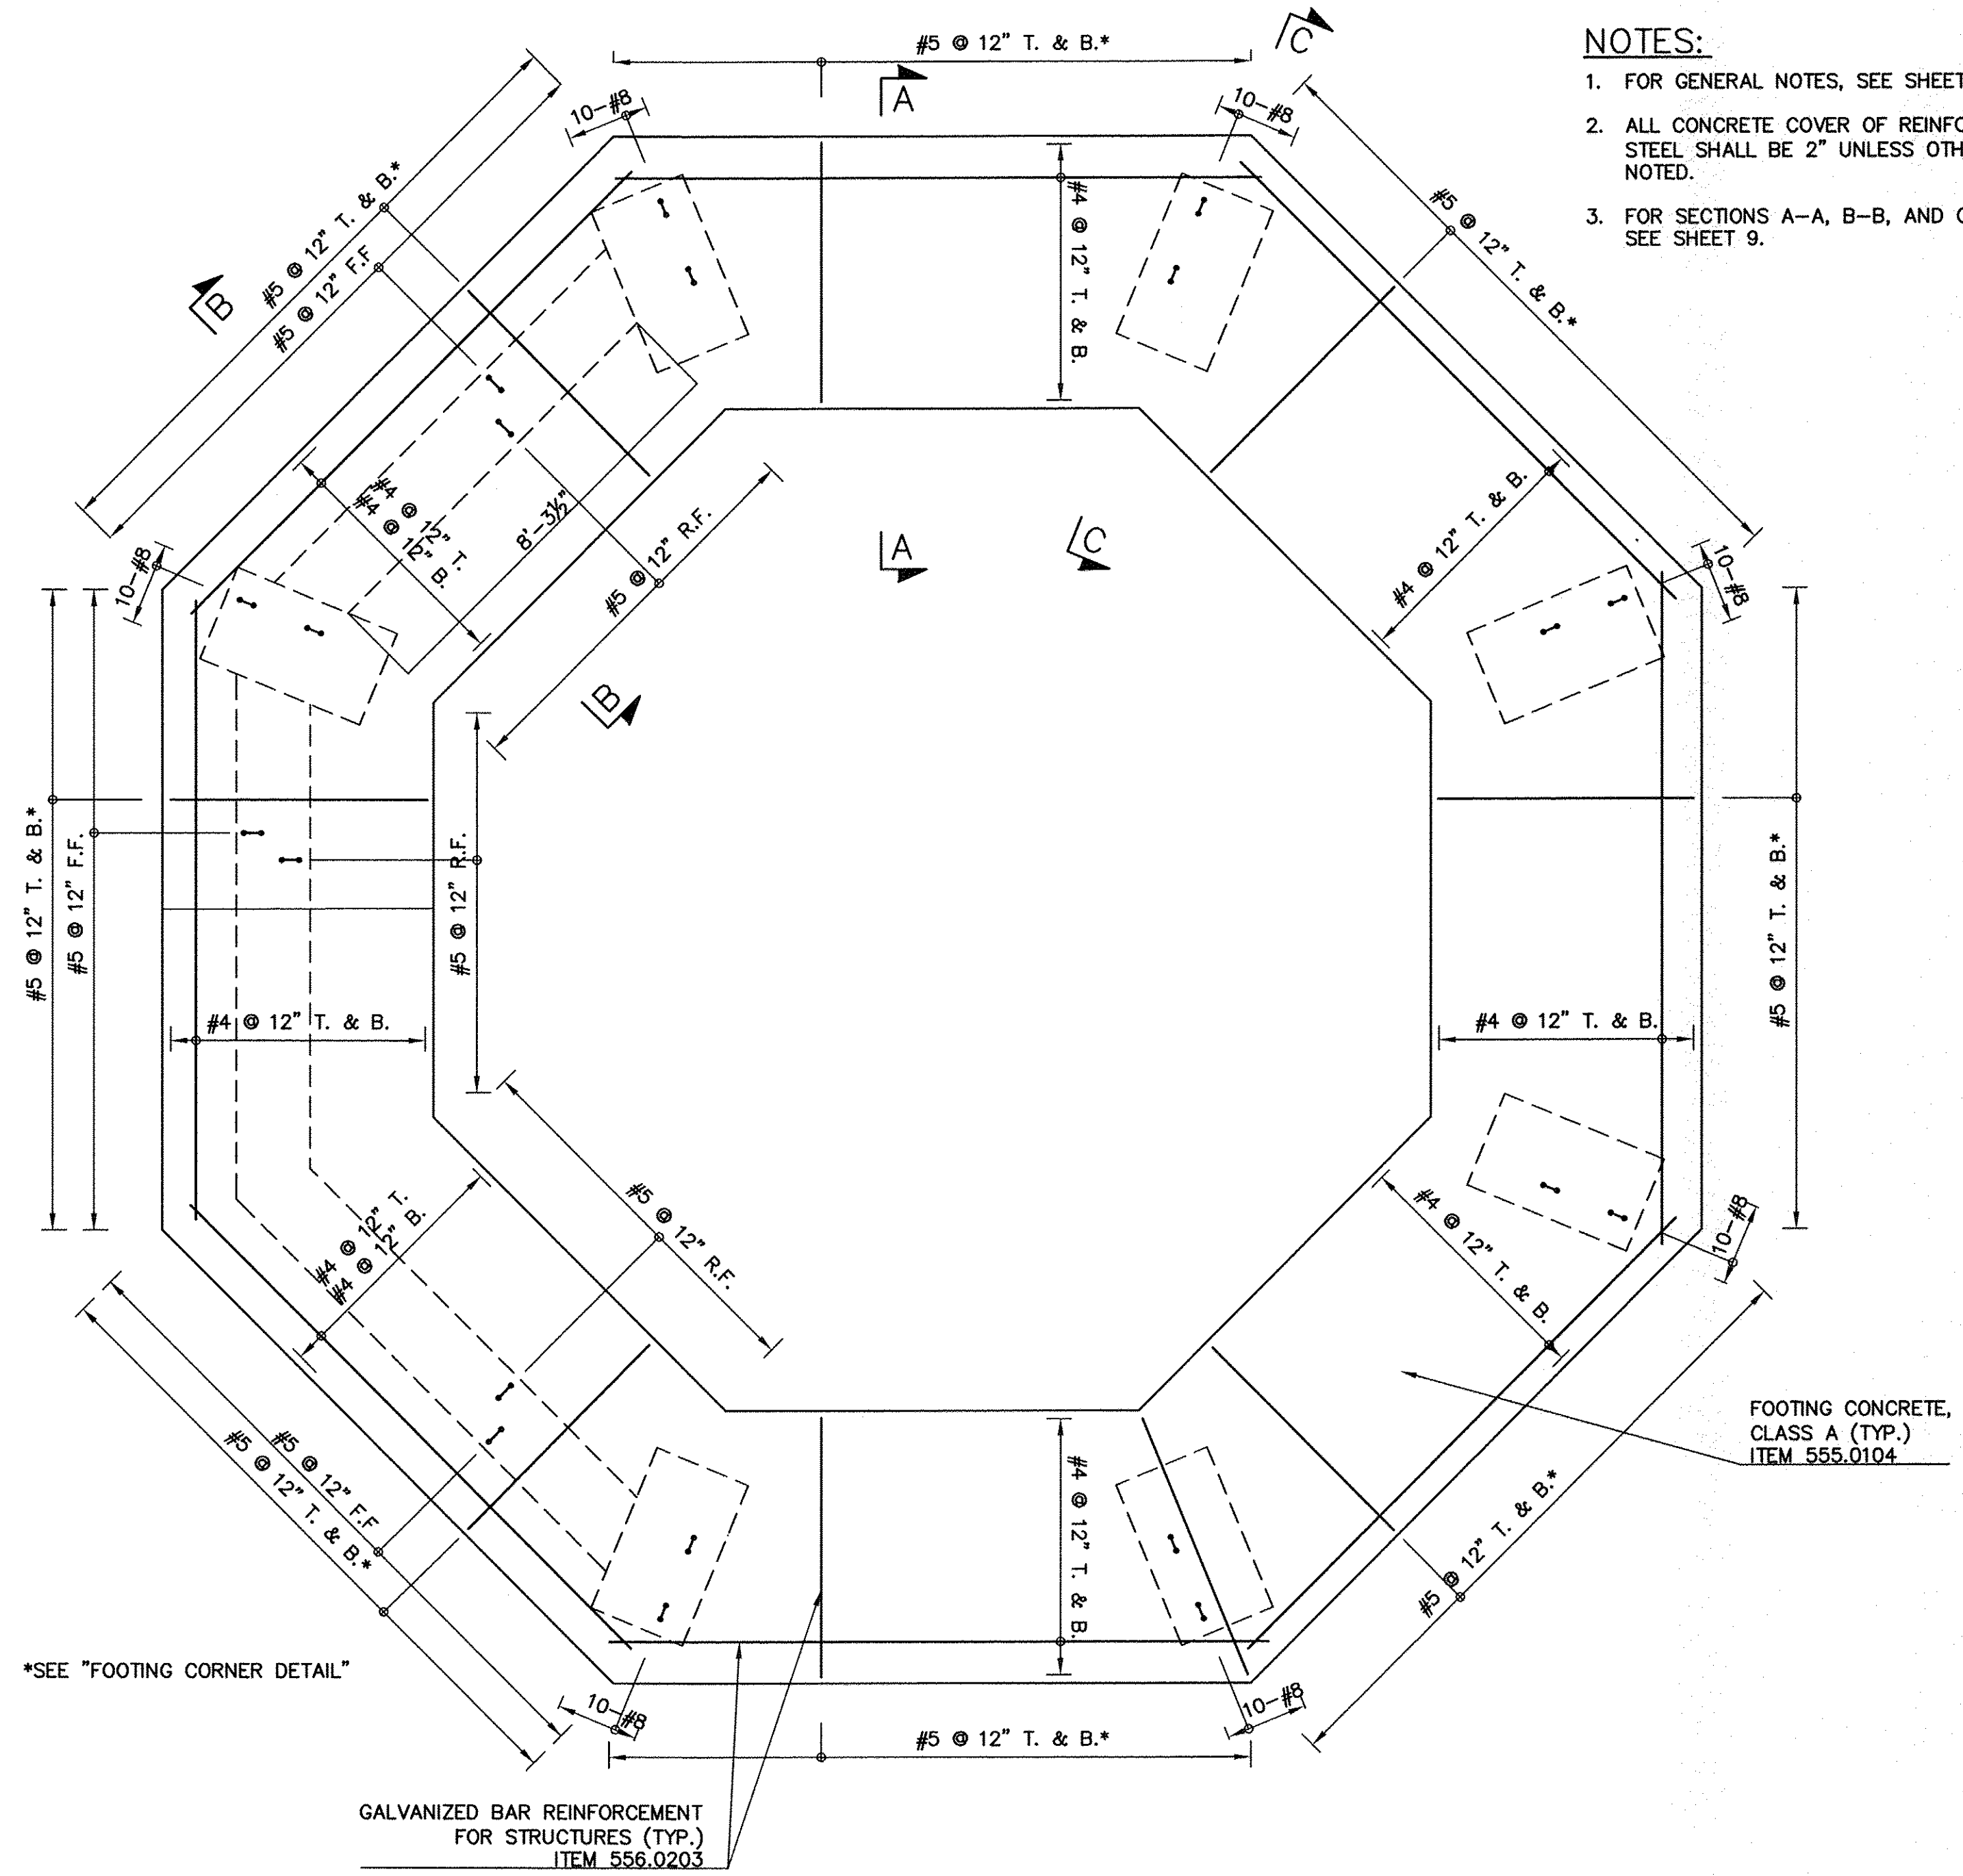 #5 @ 12" T. & B.*
C
A
10-#8
10-#8
NOTES:
1. FOR GENERAL NOTES, SEE SHEET
2. ALL CONCRETE COVER OF
STEEL SHALL BE 2" UNLESS
NOTED.
3. FOR SECTIONS A-A, B-B, AND
SEE SHEET 9.
#5 @ 12" T. & B.*
#5 @ 12" F.F
B
#4 @ 12" T. & B.
#5 @ 12" T. & B.*
#4 @ 12" T.
#4 @ 12" B.
8'-3½"
#5 @ 12" R.F.
A
C
#4 @ 12" T. & B.
10-#8
10-#8
B
#5 @ 12" T. & B.*
#5 @ 12" F.F.
#5 @ 12" R.F.
#5 @ 12" T. & B.*
#4 @ 12" T. & B.
#4 @ 12" T. & B.
#4 @ 12" T.
#4 @ 12" B.
#5 @ 12" R.F.
#4 @ 12" T. & B.
10-#8
#5 @ 12" F.F
#5 @ 12" T. & B.*
#4 @ 12" T. & B.
FOOTING CONCRETE,
CLASS A (TYP.)
ITEM 555.0104
#5 @ 12" T. & B.*
*SEE "FOOTING CORNER DETAIL"
10-#8
10-#8
#5 @ 12" T. & B.*
GALVANIZED BAR REINFORCEMENT
FOR STRUCTURES (TYP.)
ITEM 556.0203